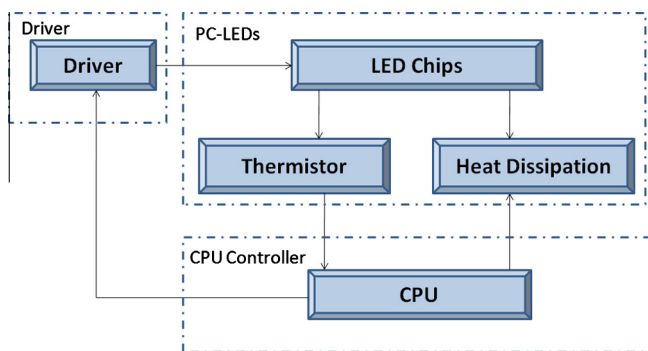 Driver
PC-LEDs
Driver
LED Chips
Thermistor
Heat Dissipation
CPU Controller
CPU